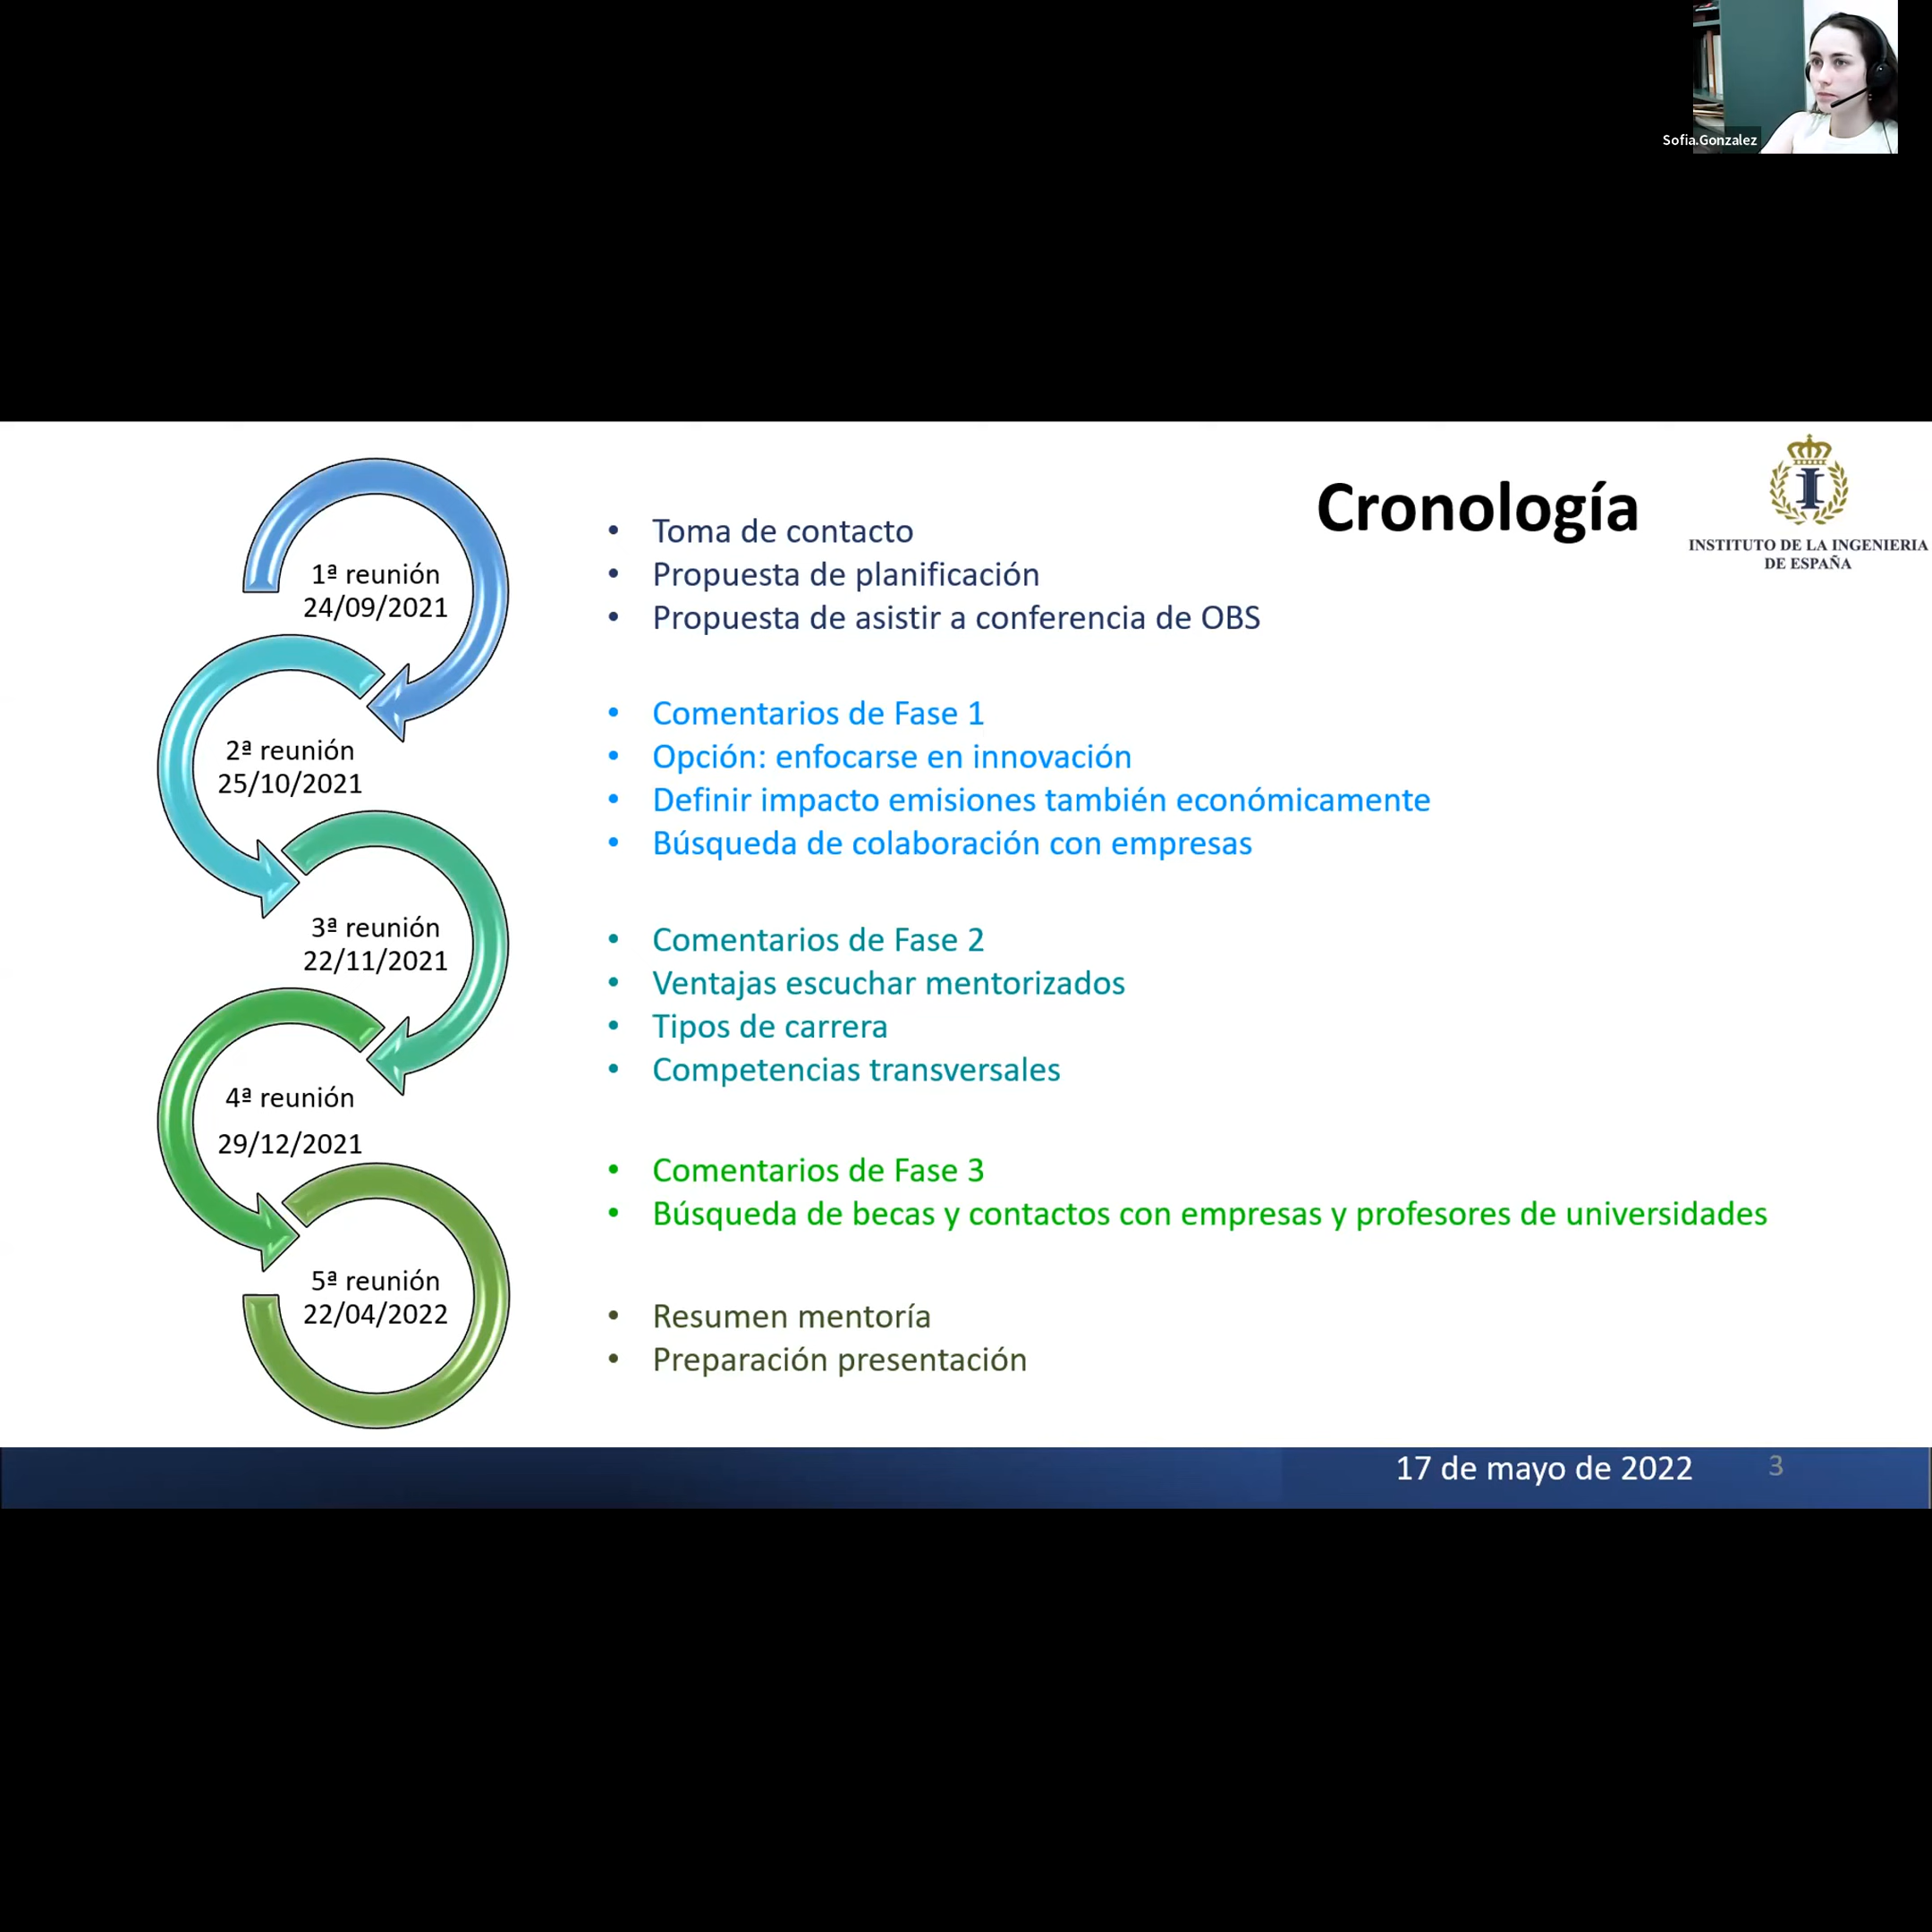 Sofia.Gonzalez
Cronología
INSTITUTO DE LA INGENIERIA
DE ESPAÑA
1ª reunión
24/09/2021
• Toma de contacto
• Propuesta de planificación
• Propuesta de asistir a conferencia de OBS
2ª reunión
25/10/2021
• Comentarios de Fase 1
• Opción: enfocarse en innovación
• Definir impacto emisiones también económicamente
• Búsqueda de colaboración con empresas
3ª reunión
22/11/2021
• Comentarios de Fase 2
• Ventajas escuchar mentorizados
• Tipos de carrera
• Competencias transversales
4ª reunión
29/12/2021
• Comentarios de Fase 3
• Búsqueda de becas y contactos con empresas y profesores de universidades
5ª reunión
22/04/2022
• Resumen mentoría
• Preparación presentación
17 de mayo de 2022
3